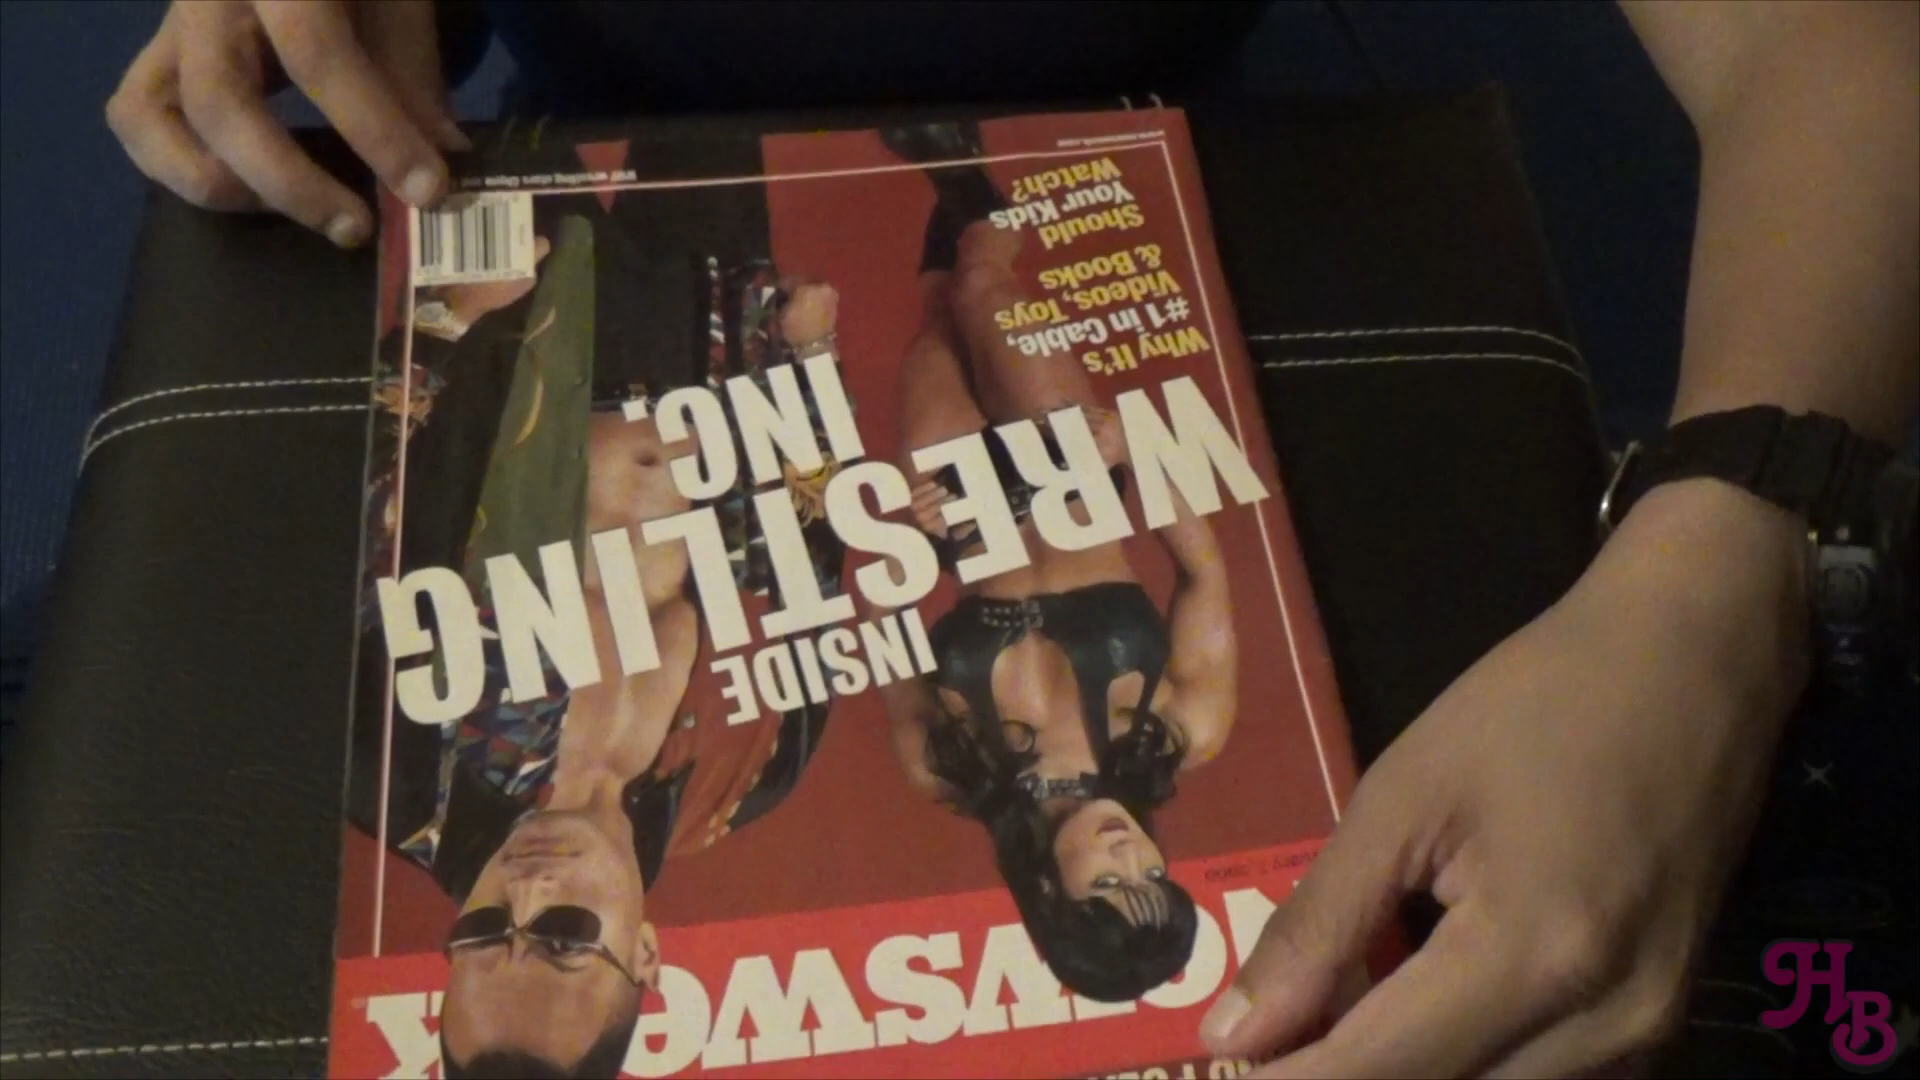 Newsweek
INSIDE
WRESTLING
INC.
Why It's
#1 in Cable,
Videos, Toys
& Books
Should
Your Kids
Watch?
HB